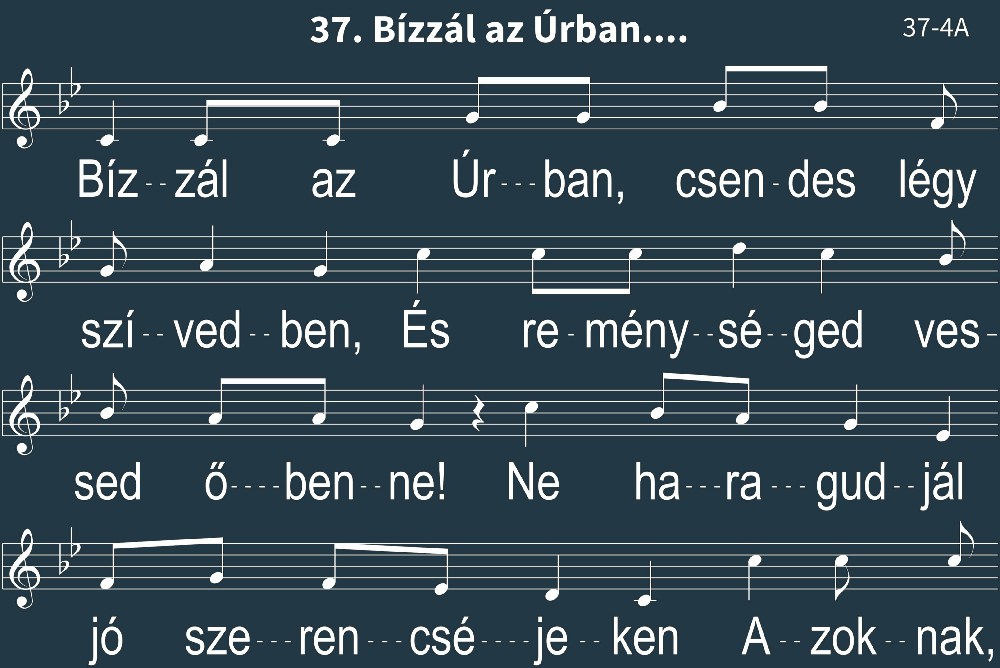 37. Bízzál az Úrban....
37-4A
Bíz--zál az Úr---ban, csen-des légy
szí--ved--ben, És re-mény--sé--ged ves-
sed ő----ben--ne! Ne ha---ra---gud--jál
jó sze---ren---csé----je--ken A--zok--nak,